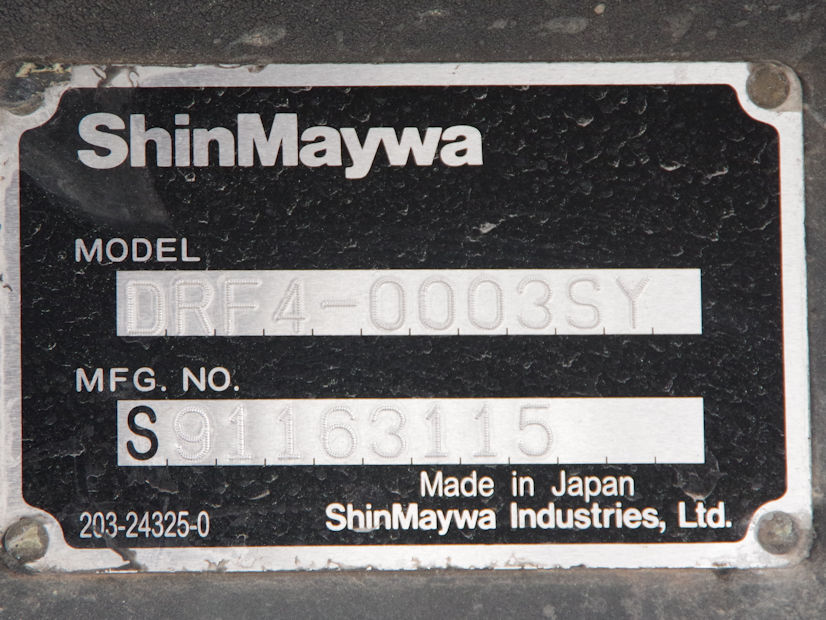 ShinMaywa
MODEL
DRF4-0003SY
MFG. NO.
S91163115
Made in Japan
203-24325-0 ShinMaywa Industries, Ltd.